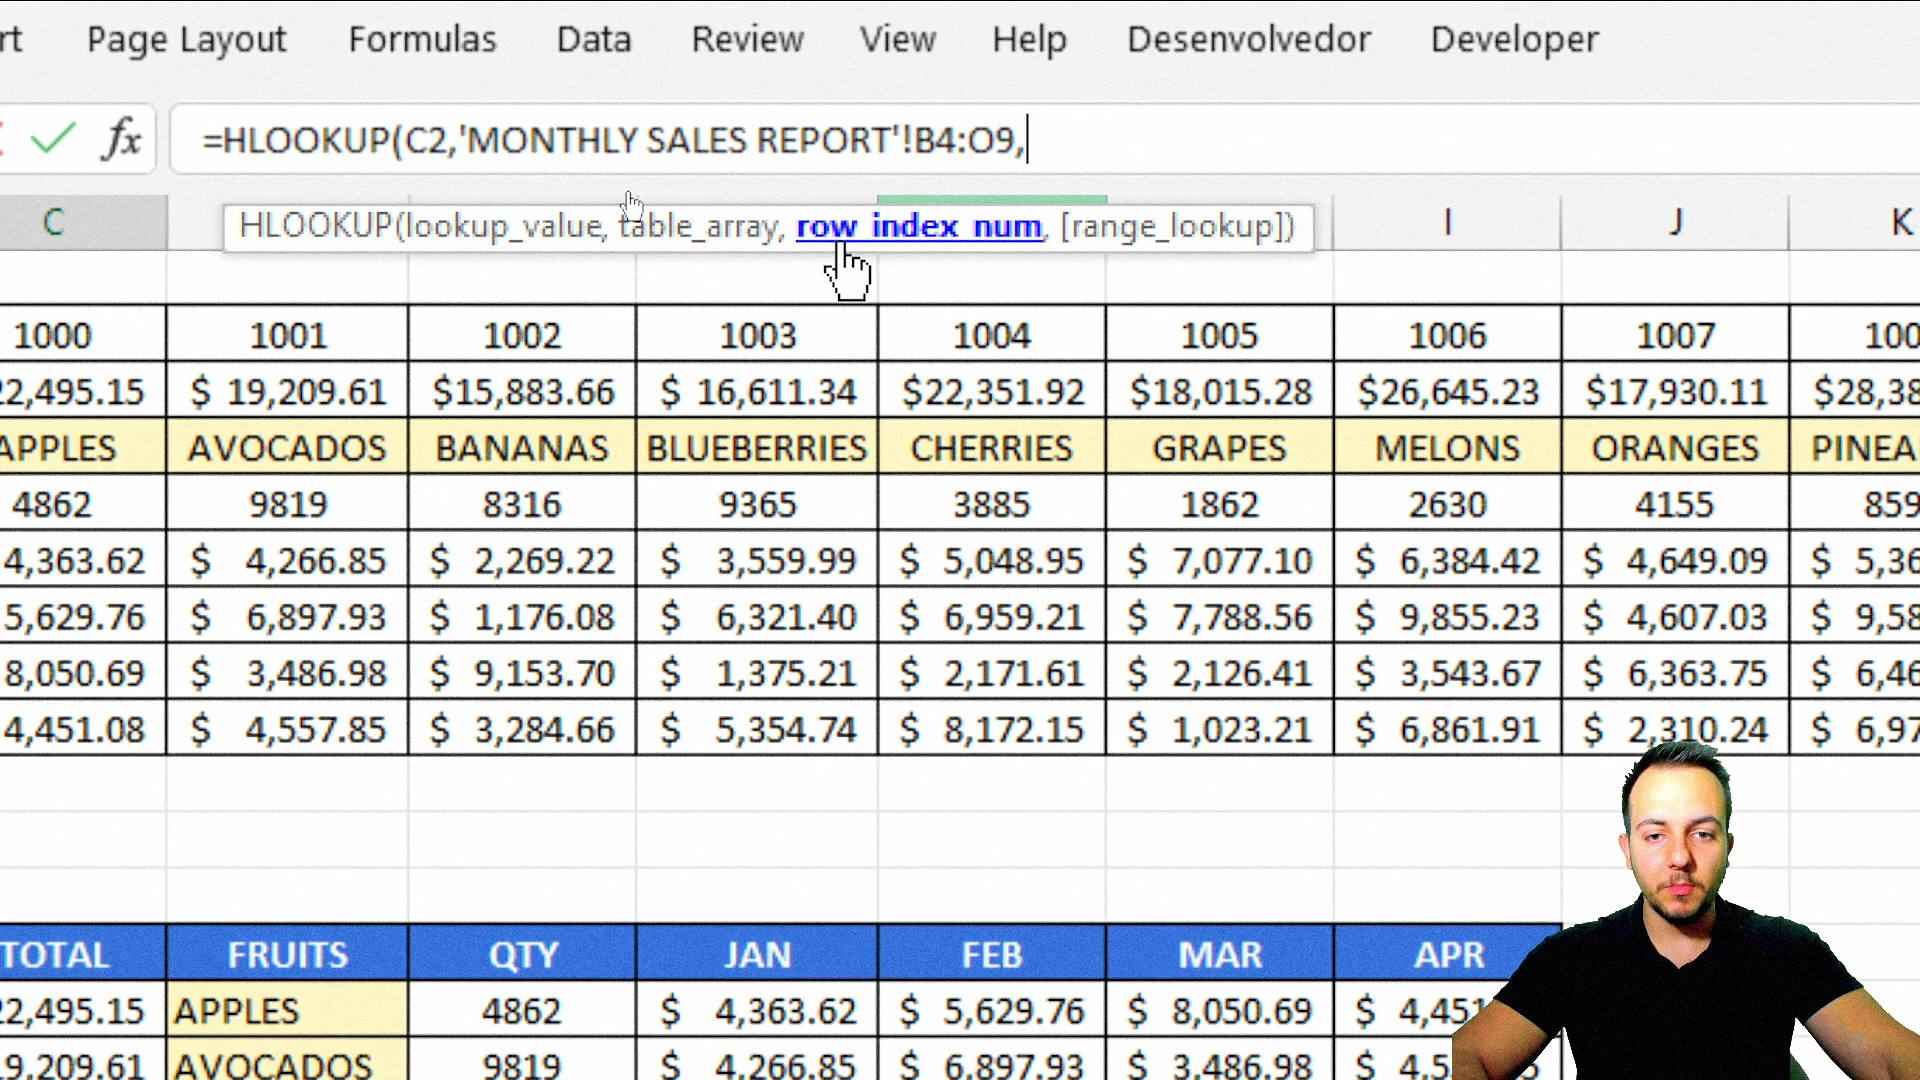 rt Page Layout Formulas Data Review View Help Desenvolvedor Developer
fx =HLOOKUP(C2,'MONTHLY SALES REPORT'!B4:O9,
HLOOKUP(lookup_value, table_array, row_index_num, [range_lookup])
C I J K
1000 1001 1002 1003 1004 1005 1006 1007 100
22,495.15 $ 19,209.61 $15,883.66 $ 16,611.34 $22,351.92 $18,015.28 $26,645.23 $17,930.11 $28,38
APPLES AVOCADOS BANANAS BLUEBERRIES CHERRIES GRAPES MELONS ORANGES PINEA
4862 9819 8316 9365 3885 1862 2630 4155 859
4,363.62 $ 4,266.85 $ 2,269.22 $ 3,559.99 $ 5,048.95 $ 7,077.10 $ 6,384.42 $ 4,649.09 $ 5,36
5,629.76 $ 6,897.93 $ 1,176.08 $ 6,321.40 $ 6,959.21 $ 7,788.56 $ 9,855.23 $ 4,607.03 $ 9,58
8,050.69 $ 3,486.98 $ 9,153.70 $ 1,375.21 $ 2,171.61 $ 2,126.41 $ 3,543.67 $ 6,363.75 $ 6,46
4,451.08 $ 4,557.85 $ 3,284.66 $ 5,354.74 $ 8,172.15 $ 1,023.21 $ 6,861.91 $ 2,310.24 $ 6,97
TOTAL FRUITS QTY JAN FEB MAR APR
22,495.15 APPLES 4862 $ 4,363.62 $ 5,629.76 $ 8,050.69 $ 4,451
9,209.61 AVOCADOS 9819 $ 4,266.85 $ 6,897.93 $ 3,486.98 $